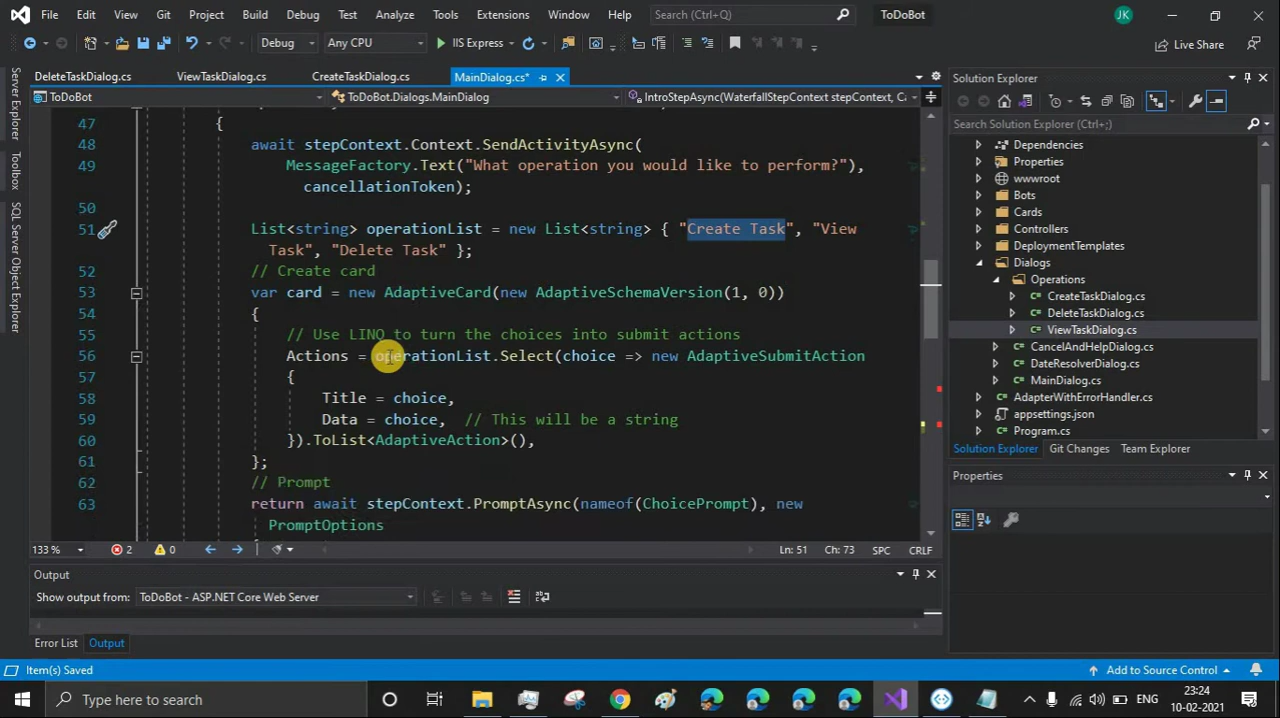 File Edit View Git Project Build Debug Test Analyze Tools Extensions Window Help Search (Ctrl+Q) ToDoBot JK
Debug Any CPU IIS Express Live Share
DeleteTaskDialog.cs ViewTaskDialog.cs CreateTaskDialog.cs MainDialog.cs*
ToDoBot ToDoBot.Dialogs.MainDialog IntroStepAsync(WaterfallStepContext stepContext, Ca
Server Explorer
Toolbox
SQL Server Object Explorer
47 {
48 await stepContext.Context.SendActivityAsync(
49 MessageFactory.Text("What operation you would like to perform?"),
cancellationToken);
50
51 List<string> operationList = new List<string> { "Create Task", "View
Task", "Delete Task" };
52 // Create card
53 var card = new AdaptiveCard(new AdaptiveSchemaVersion(1, 0))
54 {
55 // Use LINQ to turn the choices into submit actions
56 Actions = operationList.Select(choice => new AdaptiveSubmitAction
57 {
58 Title = choice,
59 Data = choice, // This will be a string
60 }).ToList<AdaptiveAction>(),
61 };
62 // Prompt
63 return await stepContext.PromptAsync(nameof(ChoicePrompt), new
PromptOptions
133 % 2 0 Ln: 51 Ch: 73 SPC CRLF
Solution Explorer
Search Solution Explorer (Ctrl+;)
Dependencies
Properties
wwwroot
Bots
Cards
Controllers
DeploymentTemplates
Dialogs
Operations
CreateTaskDialog.cs
DeleteTaskDialog.cs
ViewTaskDialog.cs
CancelAndHelpDialog.cs
DateResolverDialog.cs
MainDialog.cs
AdapterWithErrorHandler.cs
appsettings.json
Program.cs
Solution Explorer Git Changes Team Explorer
Properties
Output
Show output from: ToDoBot - ASP.NET Core Web Server
Error List Output
Item(s) Saved Add to Source Control
Type here to search ENG 23:24
10-02-2021